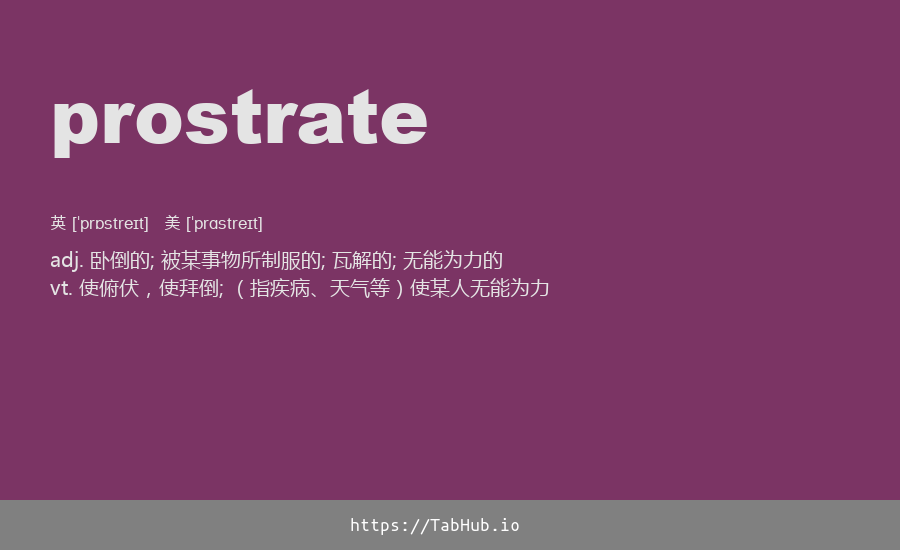 prostrate
英 [ˈprɒstreɪt] 美 [ˈprɑstreɪt]
adj. 卧倒的; 被某事物所制服的; 瓦解的; 无能为力的
vt. 使俯伏，使拜倒; （指疾病、天气等）使某人无能为力
https://TabHub.io